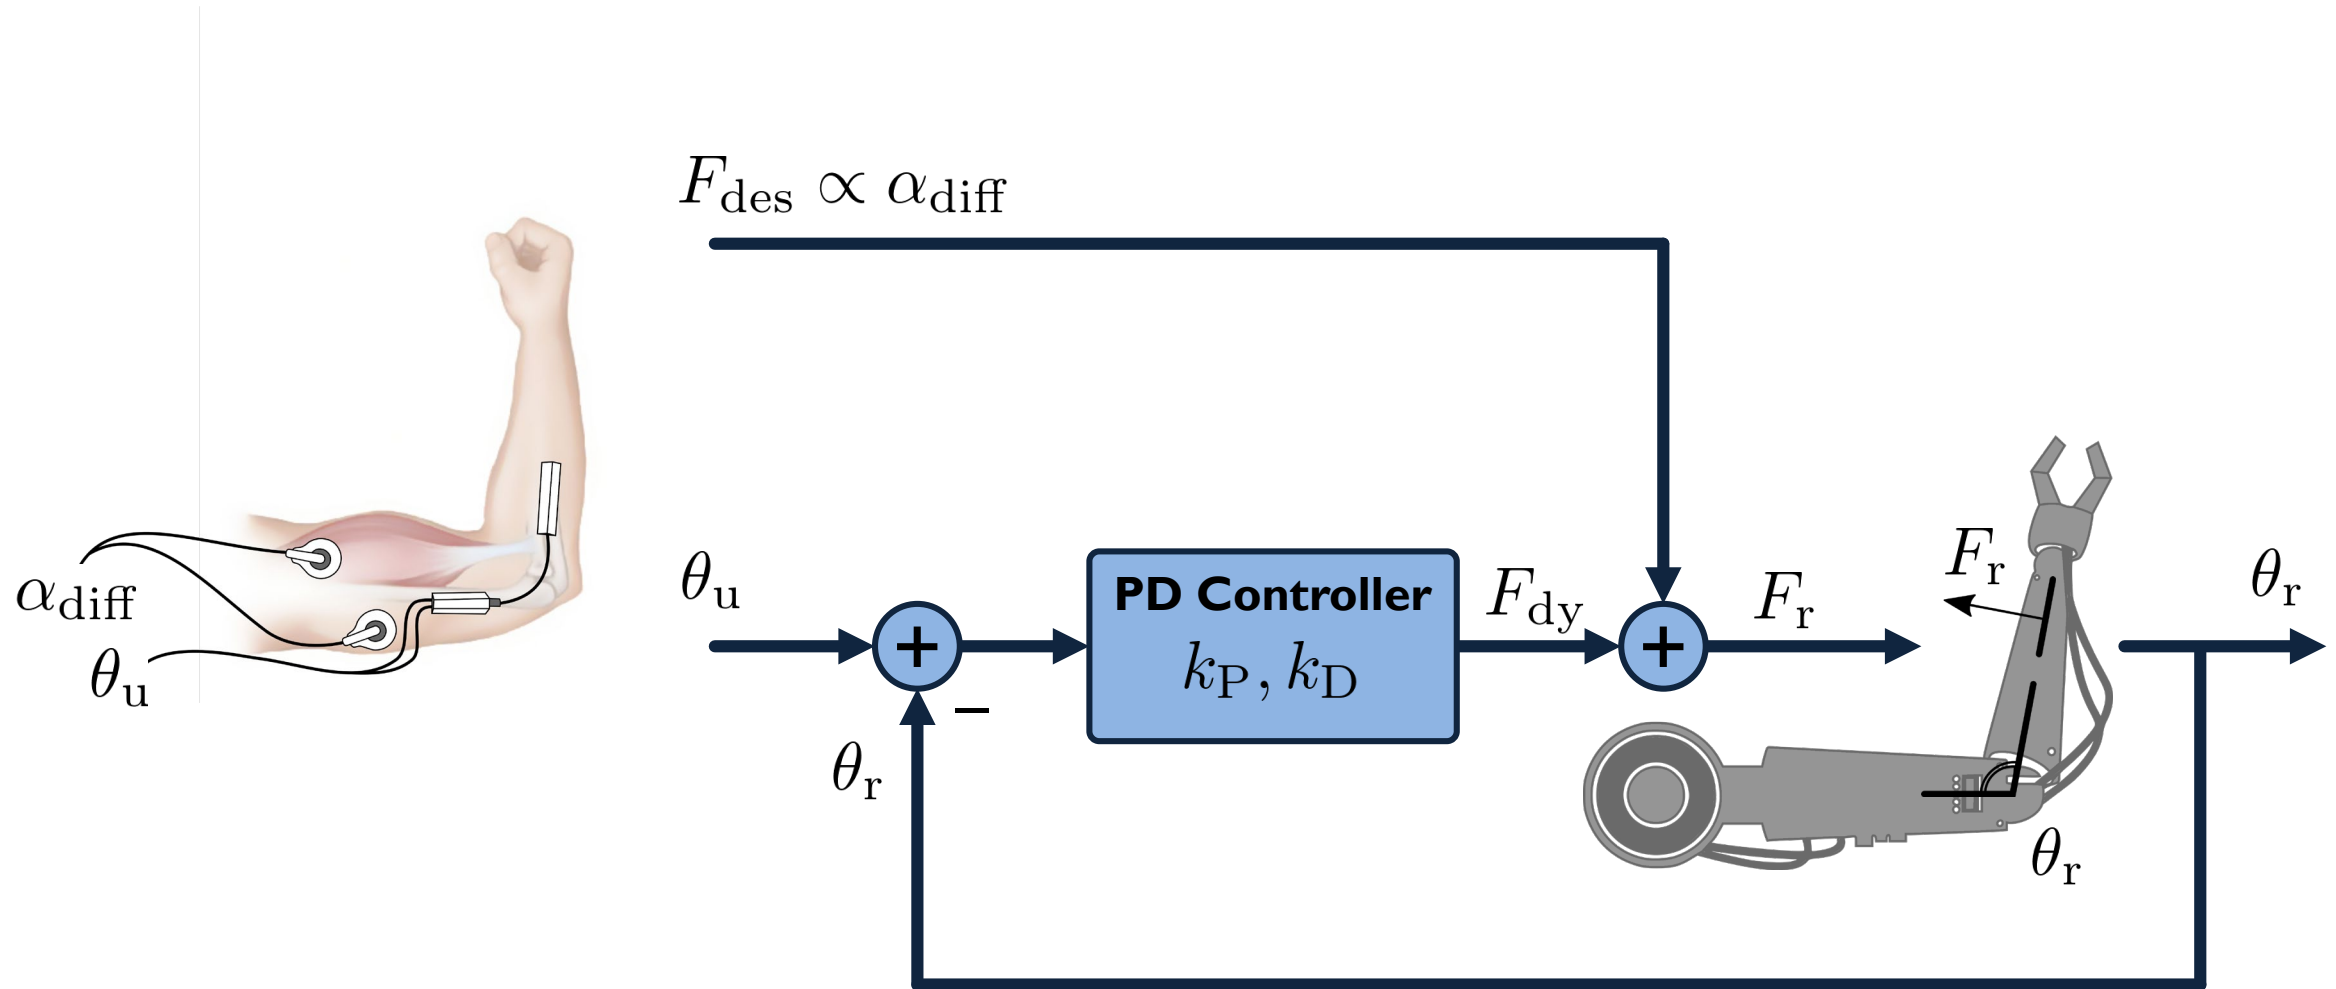 F_des ∝ α_diff
α_diff
θ_u
θ_u
+
−
θ_r
PD Controller
k_P, k_D
F_dy
+
F_r
F_r
θ_r
θ_r